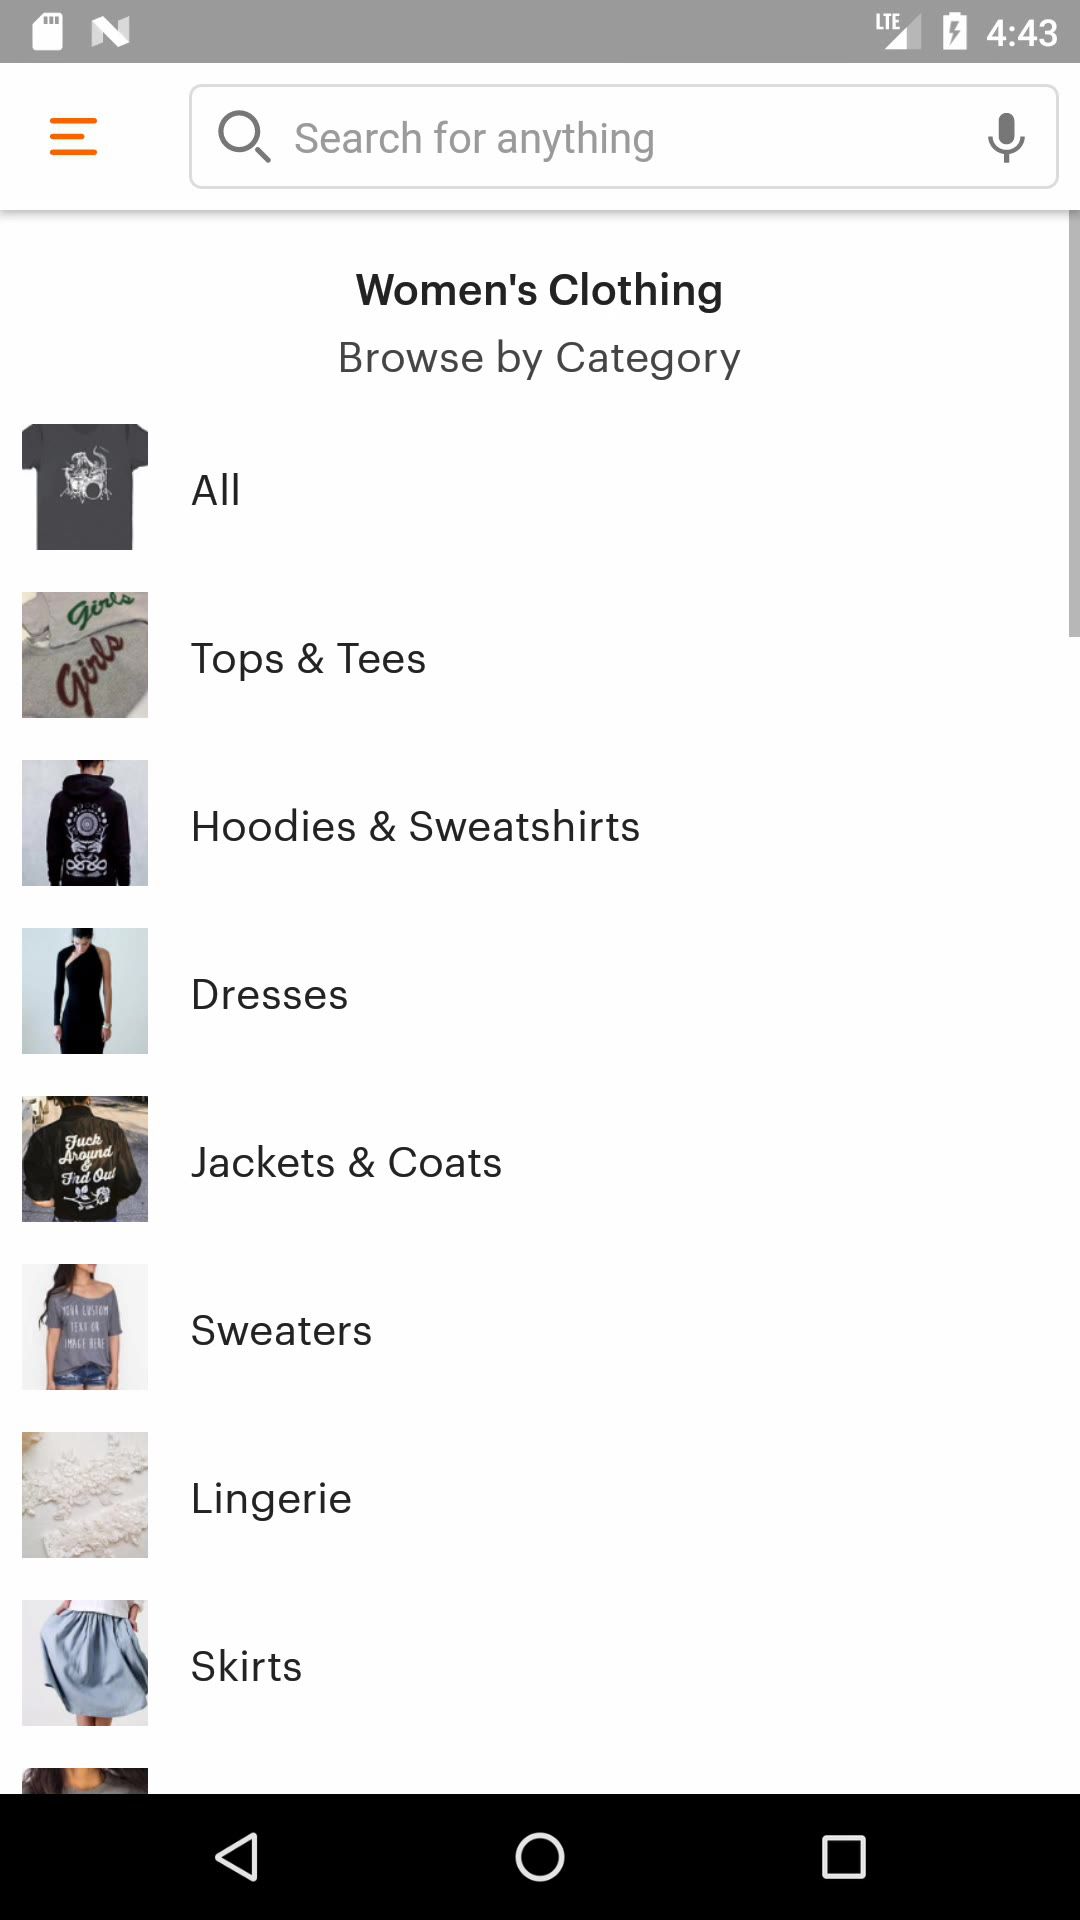 LTE 4:43
Search for anything
Women's Clothing
Browse by Category
All
Girls
Girls
Tops & Tees
Hoodies & Sweatshirts
Dresses
Fuck
Around
&
Find Out
Jackets & Coats
YOUR CUSTOM
TEXT OR
IMAGE HERE
Sweaters
Lingerie
Skirts